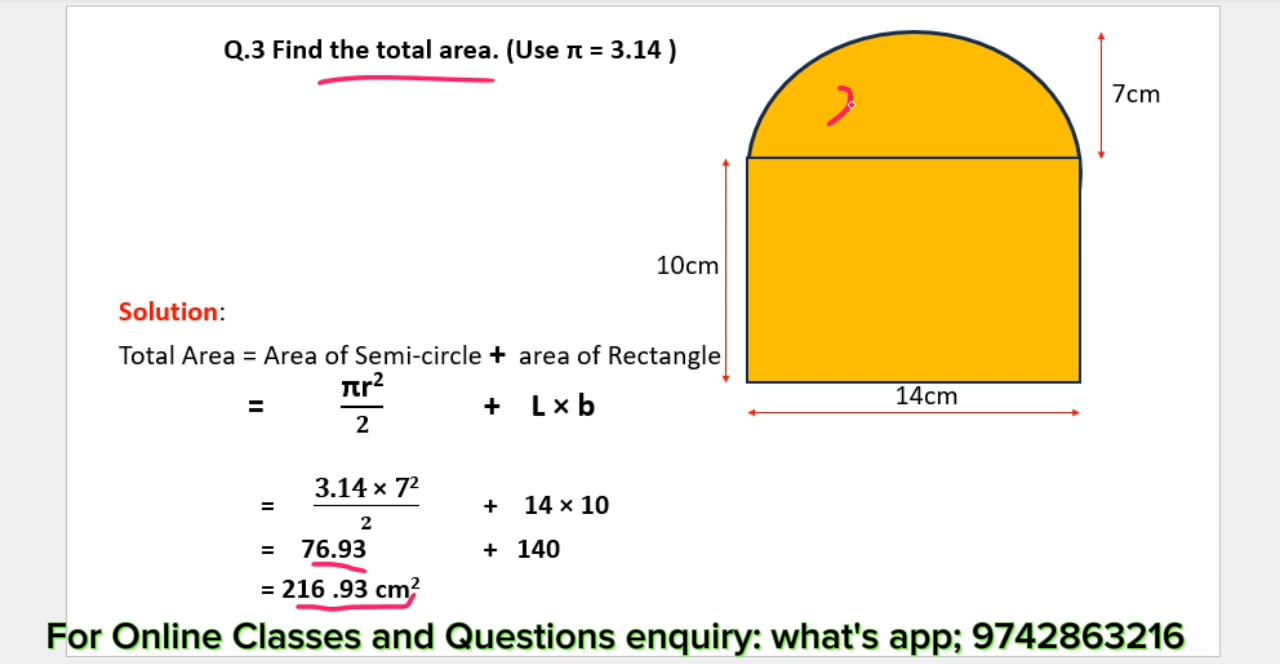 Q.3 Find the total area. (Use π = 3.14 )
7cm
10cm
14cm
Solution:
Total Area = Area of Semi-circle + area of Rectangle
= πr²/2 + L × b
= 3.14 × 7²/2 + 14 × 10
= 76.93 + 140
= 216 .93 cm²
For Online Classes and Questions enquiry: what's app; 9742863216